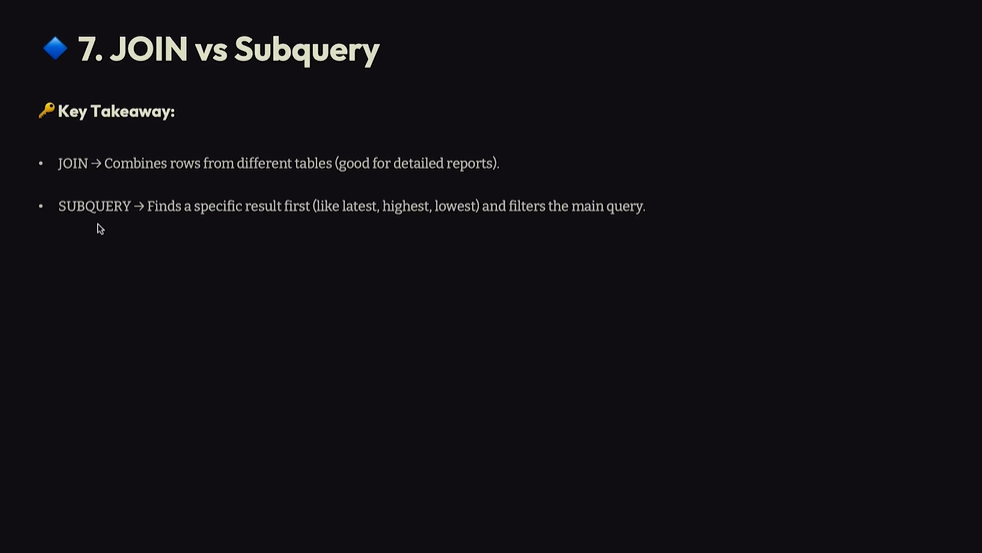 🔷 7. JOIN vs Subquery
🔑 Key Takeaway:
• JOIN → Combines rows from different tables (good for detailed reports).
• SUBQUERY → Finds a specific result first (like latest, highest, lowest) and filters the main query.